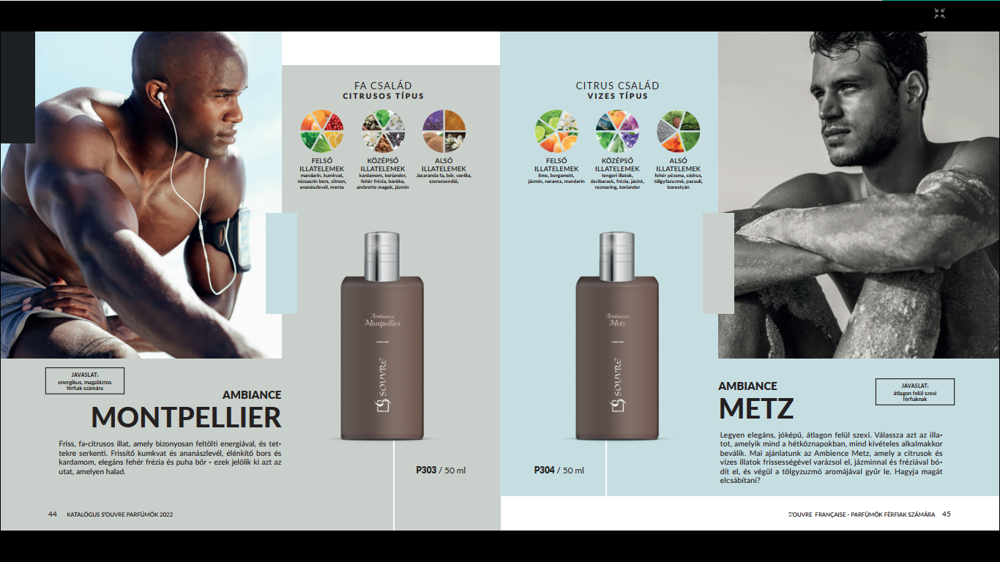 FA CSALÁD
CITRUSOS TÍPUS
FELSŐ
ILLATELEMEK
mandarin, kumkvat,
rózsaszín bors, citrom,
ananászlevél, menta
KÖZÉPSŐ
ILLATELEMEK
kardamom, koriander,
fehér frézia, boróka,
ambrette magok, jázmin
ALSÓ
ILLATELEMEK
Jacaranda fa, bőr, vanília,
szerecsendió,
Ambiance
Montpellier
SOUVRE
JAVASLAT:
energikus, magabiztos
férfiak számára
AMBIANCE
MONTPELLIER
Friss, fa-citrusos illat, amely bizonyosan feltölti energiával, és tet-
tekre serkenti. Frissítő kumkvat és ananászlevél, élénkítő bors és
kardamom, elegáns fehér frézia és puha bőr - ezek jelölik ki azt az
utat, amelyen halad.
P303 / 50 ml
44 KATALÓGUS S'OUVRE PARFÜMÖK 2022
CITRUS CSALÁD
VIZES TÍPUS
FELSŐ
ILLATELEMEK
lime, bergamott,
jázmin, narancs, mandarin
KÖZÉPSŐ
ILLATELEMEK
tengeri illatok,
őszibarack, frézia, jácint,
rozmaring, koriander
ALSÓ
ILLATELEMEK
fehér pézsma, cédrus,
tölgyfazuzmó, pacsuli,
borostyán
Ambiance
Metz
SOUVRE
P304 / 50 ml
AMBIANCE
METZ
JAVASLAT:
átlagon felül szexi
férfiaknak
Legyen elegáns, jóképű, átlagon felül szexi. Válassza azt az illa-
tot, amelyik mind a hétköznapokban, mind kivételes alkalmakkor
beválik. Mai ajánlatunk az Ambience Metz, amely a citrusok és
vizes illatok frissességével varázsol el, jázminnal és fréziával bó-
dít el, és végül a tölgyzuzmó aromájával gyűr le. Hagyja magát
elcsábítani?
S'OUVRE FRANÇAISE - PARFÜMÖK FÉRFIAK SZÁMÁRA 45